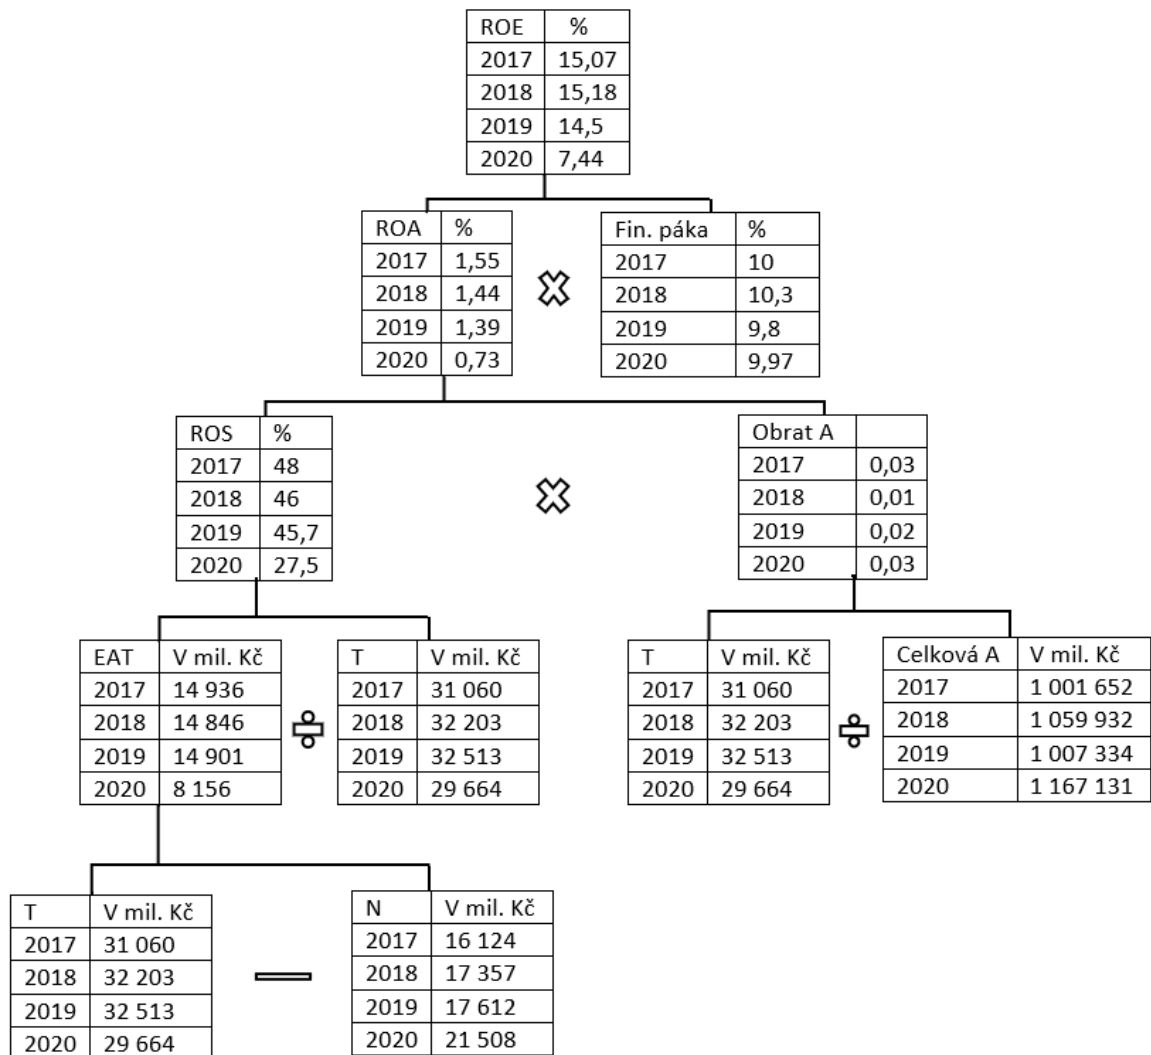 ROE %
2017 15,07
2018 15,18
2019 14,5
2020 7,44
ROA %
2017 1,55
2018 1,44
2019 1,39
2020 0,73
Fin. páka %
2017 10
2018 10,3
2019 9,8
2020 9,97
ROS %
2017 48
2018 46
2019 45,7
2020 27,5
Obrat A
2017 0,03
2018 0,01
2019 0,02
2020 0,03
EAT V mil. Kč
2017 14 936
2018 14 846
2019 14 901
2020 8 156
T V mil. Kč
2017 31 060
2018 32 203
2019 32 513
2020 29 664
T V mil. Kč
2017 31 060
2018 32 203
2019 32 513
2020 29 664
Celková A V mil. Kč
2017 1 001 652
2018 1 059 932
2019 1 007 334
2020 1 167 131
T V mil. Kč
2017 31 060
2018 32 203
2019 32 513
2020 29 664
N V mil. Kč
2017 16 124
2018 17 357
2019 17 612
2020 21 508